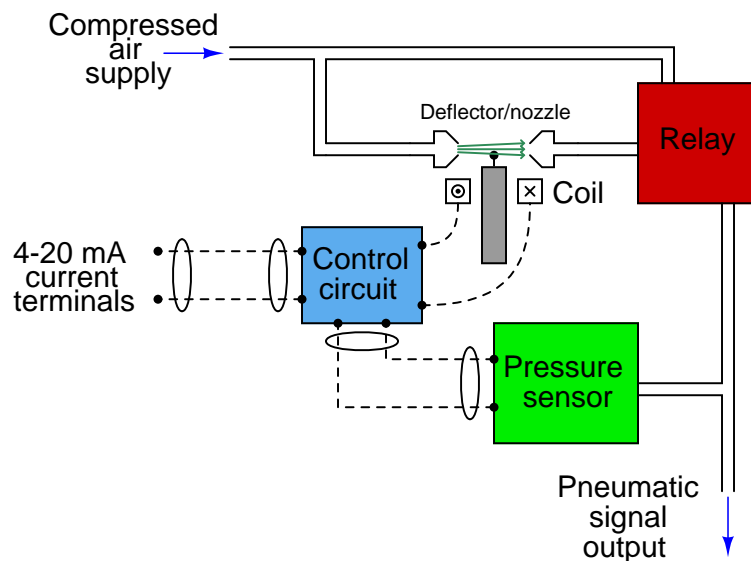 Compressed
air
supply
Deflector/nozzle
Relay
Coil
4-20 mA
current
terminals
Control
circuit
Pressure
sensor
Pneumatic
signal
output